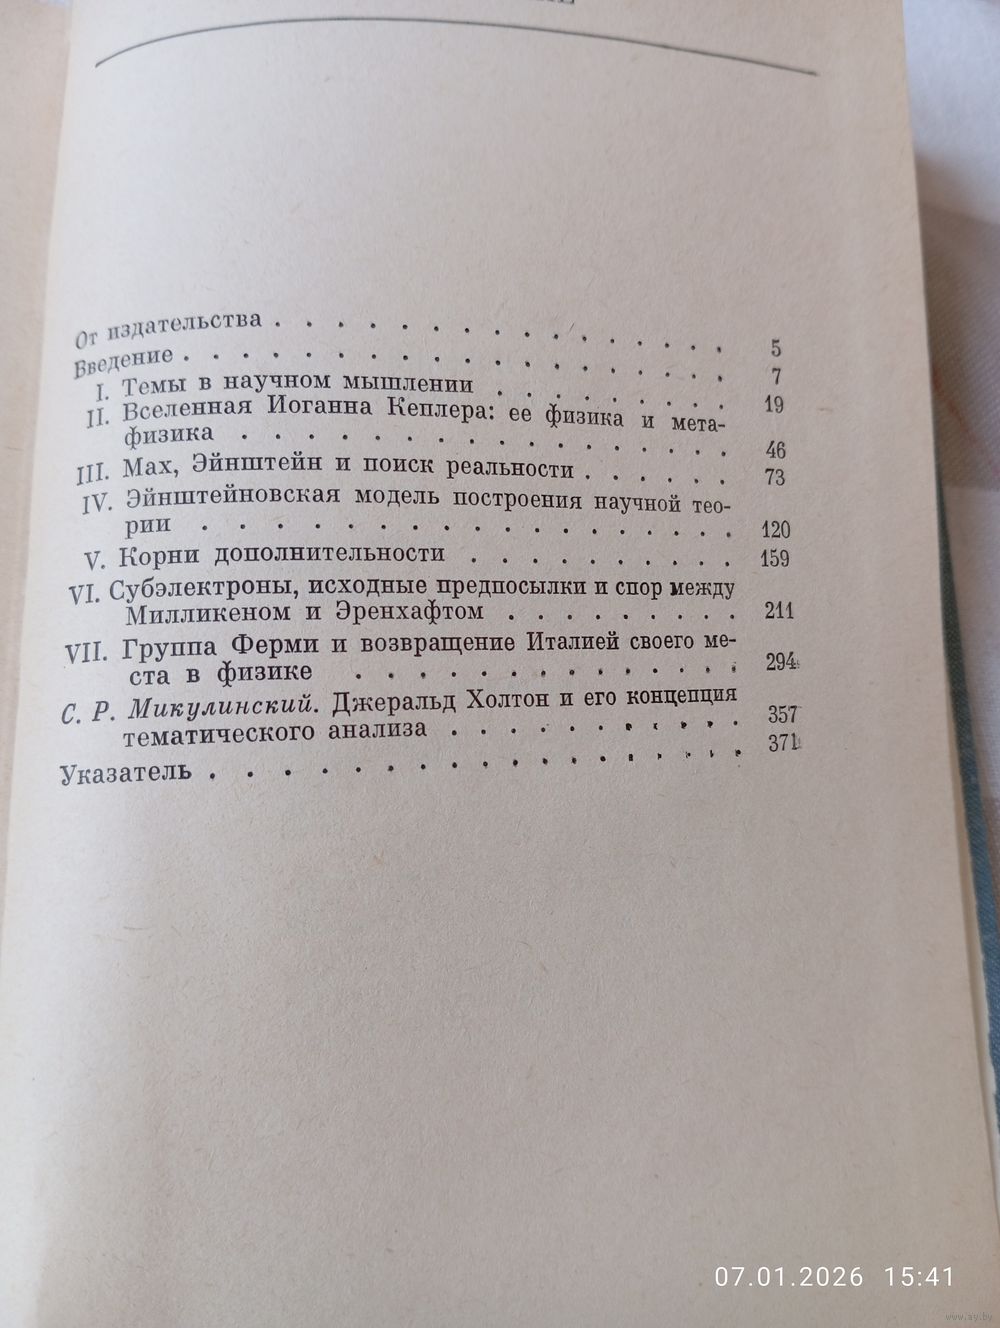 От издательства . . . . . . . . . . . . . . . 5
Введение . . . . . . . . . . . . . . . . . . 7
I. Темы в научном мышлении . . . . . . . . 19
II. Вселенная Иоганна Кеплера: ее физика и мета-
физика . . . . . . . . . . . . . . . . 46
III. Мах, Эйнштейн и поиск реальности . . . . . . 73
IV. Эйнштейновская модель построения научной тео-
рии . . . . . . . . . . . . . . . . . . 120
V. Корни дополнительности . . . . . . . . . 159
VI. Субэлектроны, исходные предпосылки и спор между
Милликеном и Эренхафтом . . . . . . . . 211
VII. Группа Ферми и возвращение Италией своего ме-
ста в физике . . . . . . . . . . . . . 294
С. Р. Микулинский. Джеральд Холтон и его концепция
тематического анализа . . . . . . . . . . 357
Указатель . . . . . . . . . . . . . . . 371
07.01.2026 15:41
www.ay.by